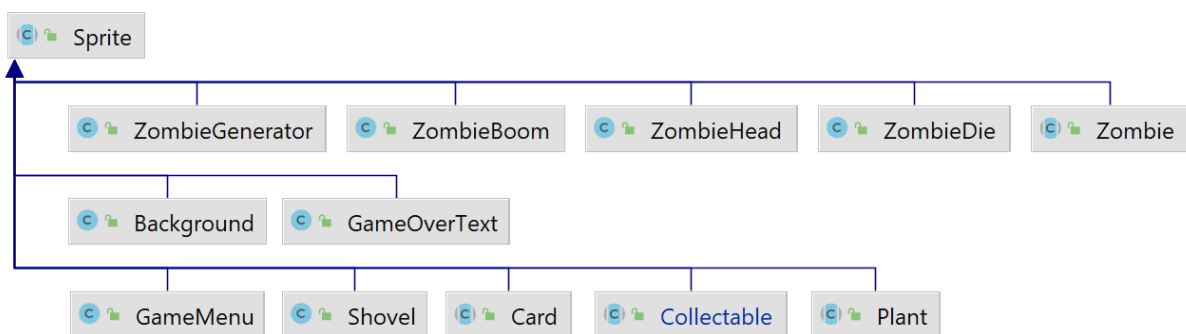 Sprite
ZombieGenerator ZombieBoom ZombieHead ZombieDie Zombie
Background GameOverText
GameMenu Shovel Card Collectable Plant